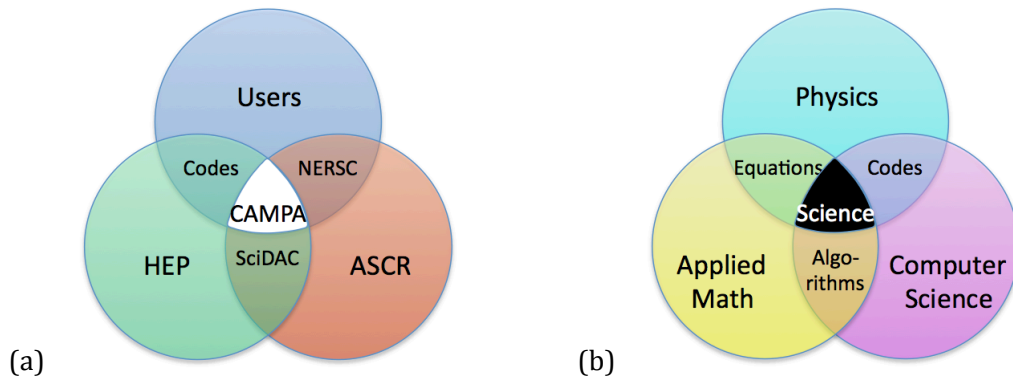 Users
Codes
NERSC
CAMPA
HEP
SciDAC
ASCR
(a)
Physics
Equations
Codes
Science
Applied
Math
Algo-
rithms
Computer
Science
(b)